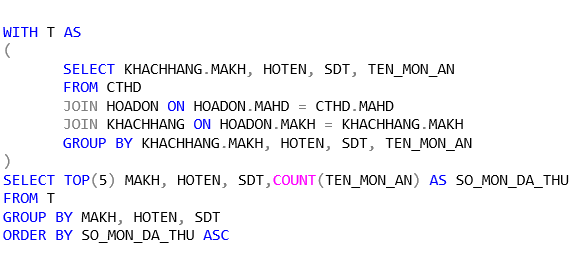 WITH T AS
(
SELECT KHACHHANG.MAKH, HOTEN, SDT, TEN_MON_AN
FROM CTHD
JOIN HOADON ON HOADON.MAHD = CTHD.MAHD
JOIN KHACHHANG ON HOADON.MAKH = KHACHHANG.MAKH
GROUP BY KHACHHANG.MAKH, HOTEN, SDT, TEN_MON_AN
)
SELECT TOP(5) MAKH, HOTEN, SDT,COUNT(TEN_MON_AN) AS SO_MON_DA_THU
FROM T
GROUP BY MAKH, HOTEN, SDT
ORDER BY SO_MON_DA_THU ASC